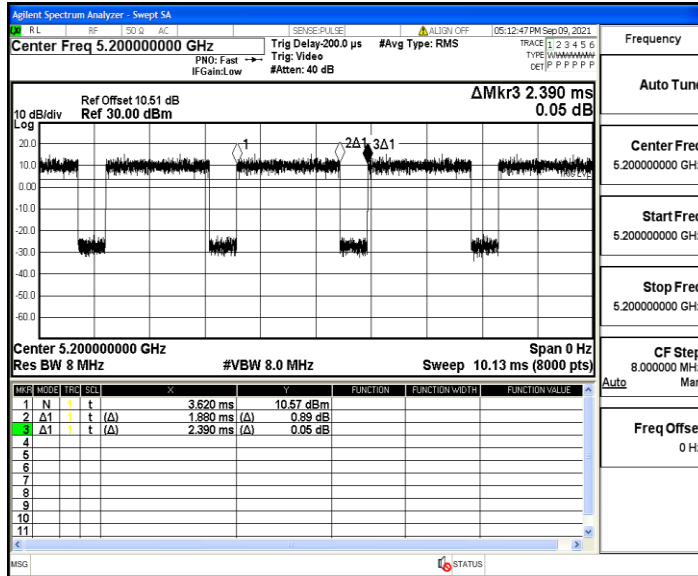 Agilent Spectrum Analyzer - Swept SA
RL RF 50 Ω AC SENSE:PULSE ALIGN OFF 05:12:47 PM Sep 09, 2021
Center Freq 5.200000000 GHz
Trig Delay-200.0 µs #Avg Type: RMS TRACE 1 2 3 4 5 6
PNO: Fast Trig: Video TYPE WWWWWW
IFGain:Low #Atten: 40 dB DET P P P P P P
Frequency
Auto Tune
ΔMkr3 2.390 ms
0.05 dB
Ref Offset 10.51 dB
10 dB/div Ref 30.00 dBm
Log
20.0
10.0
0.00
-10.0
-20.0
-30.0
-40.0
-50.0
-60.0
1
2Δ1
3Δ1
Center 5.200000000 GHz Span 0 Hz
Res BW 8 MHz #VBW 8.0 MHz Sweep 10.13 ms (8000 pts)
Center Freq
5.200000000 GHz
Start Freq
5.200000000 GHz
Stop Freq
5.200000000 GHz
CF Step
8.000000 MHz
Auto Man
Freq Offset
0 Hz
MKR MODE TRC SCL X Y FUNCTION FUNCTION WIDTH FUNCTION VALUE
1 N 1 t 3.620 ms 10.57 dBm
2 Δ1 1 t (Δ) 1.880 ms (Δ) 0.89 dB
3 Δ1 1 t (Δ) 2.390 ms (Δ) 0.05 dB
4
5
6
7
8
9
10
11
MSG STATUS